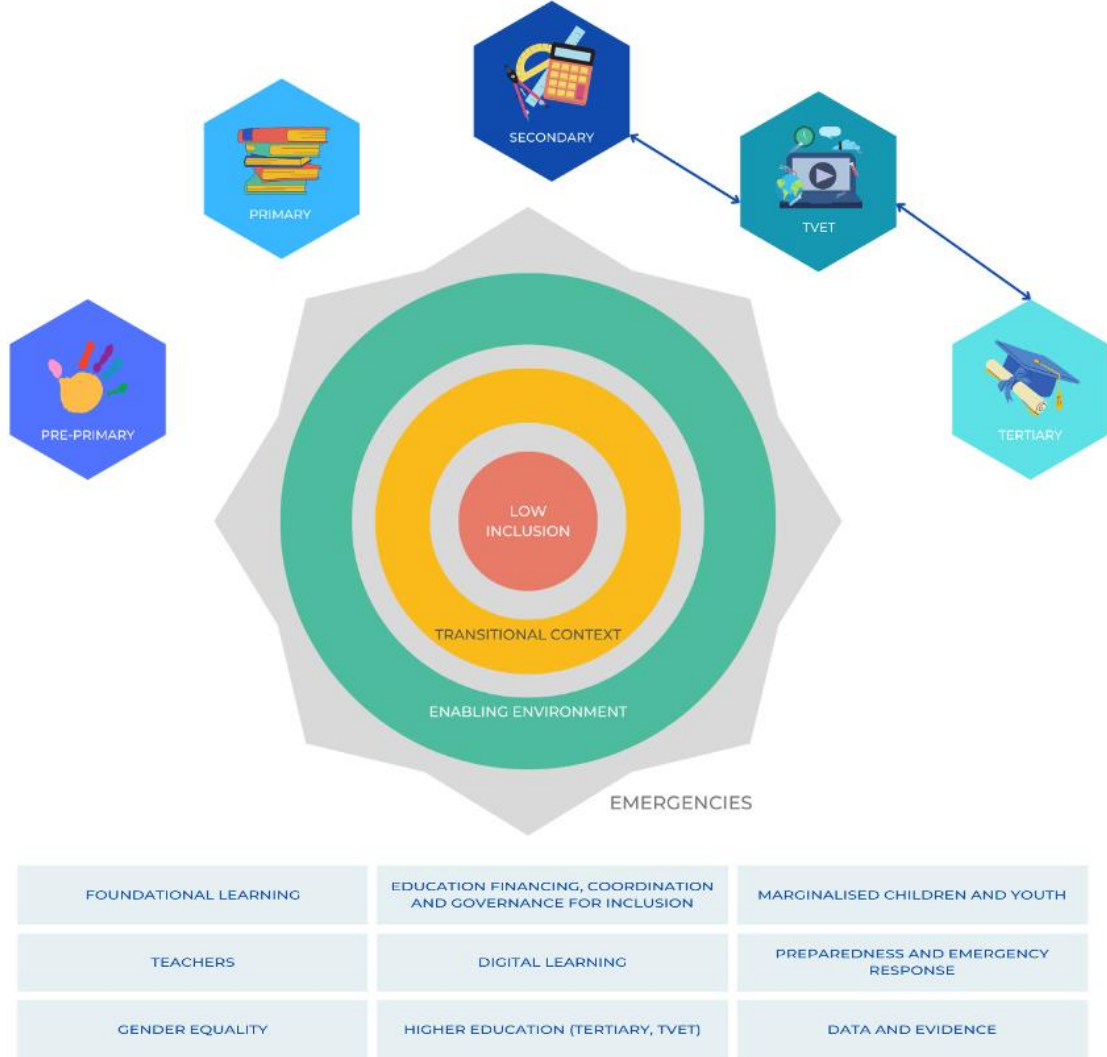 SECONDARY
PRIMARY
TVET
PRE-PRIMARY
TERTIARY
LOW
INCLUSION
TRANSITIONAL CONTEXT
ENABLING ENVIRONMENT
EMERGENCIES
FOUNDATIONAL LEARNING
EDUCATION FINANCING, COORDINATION
AND GOVERNANCE FOR INCLUSION
MARGINALISED CHILDREN AND YOUTH
TEACHERS
DIGITAL LEARNING
PREPAREDNESS AND EMERGENCY
RESPONSE
GENDER EQUALITY
HIGHER EDUCATION (TERTIARY, TVET)
DATA AND EVIDENCE